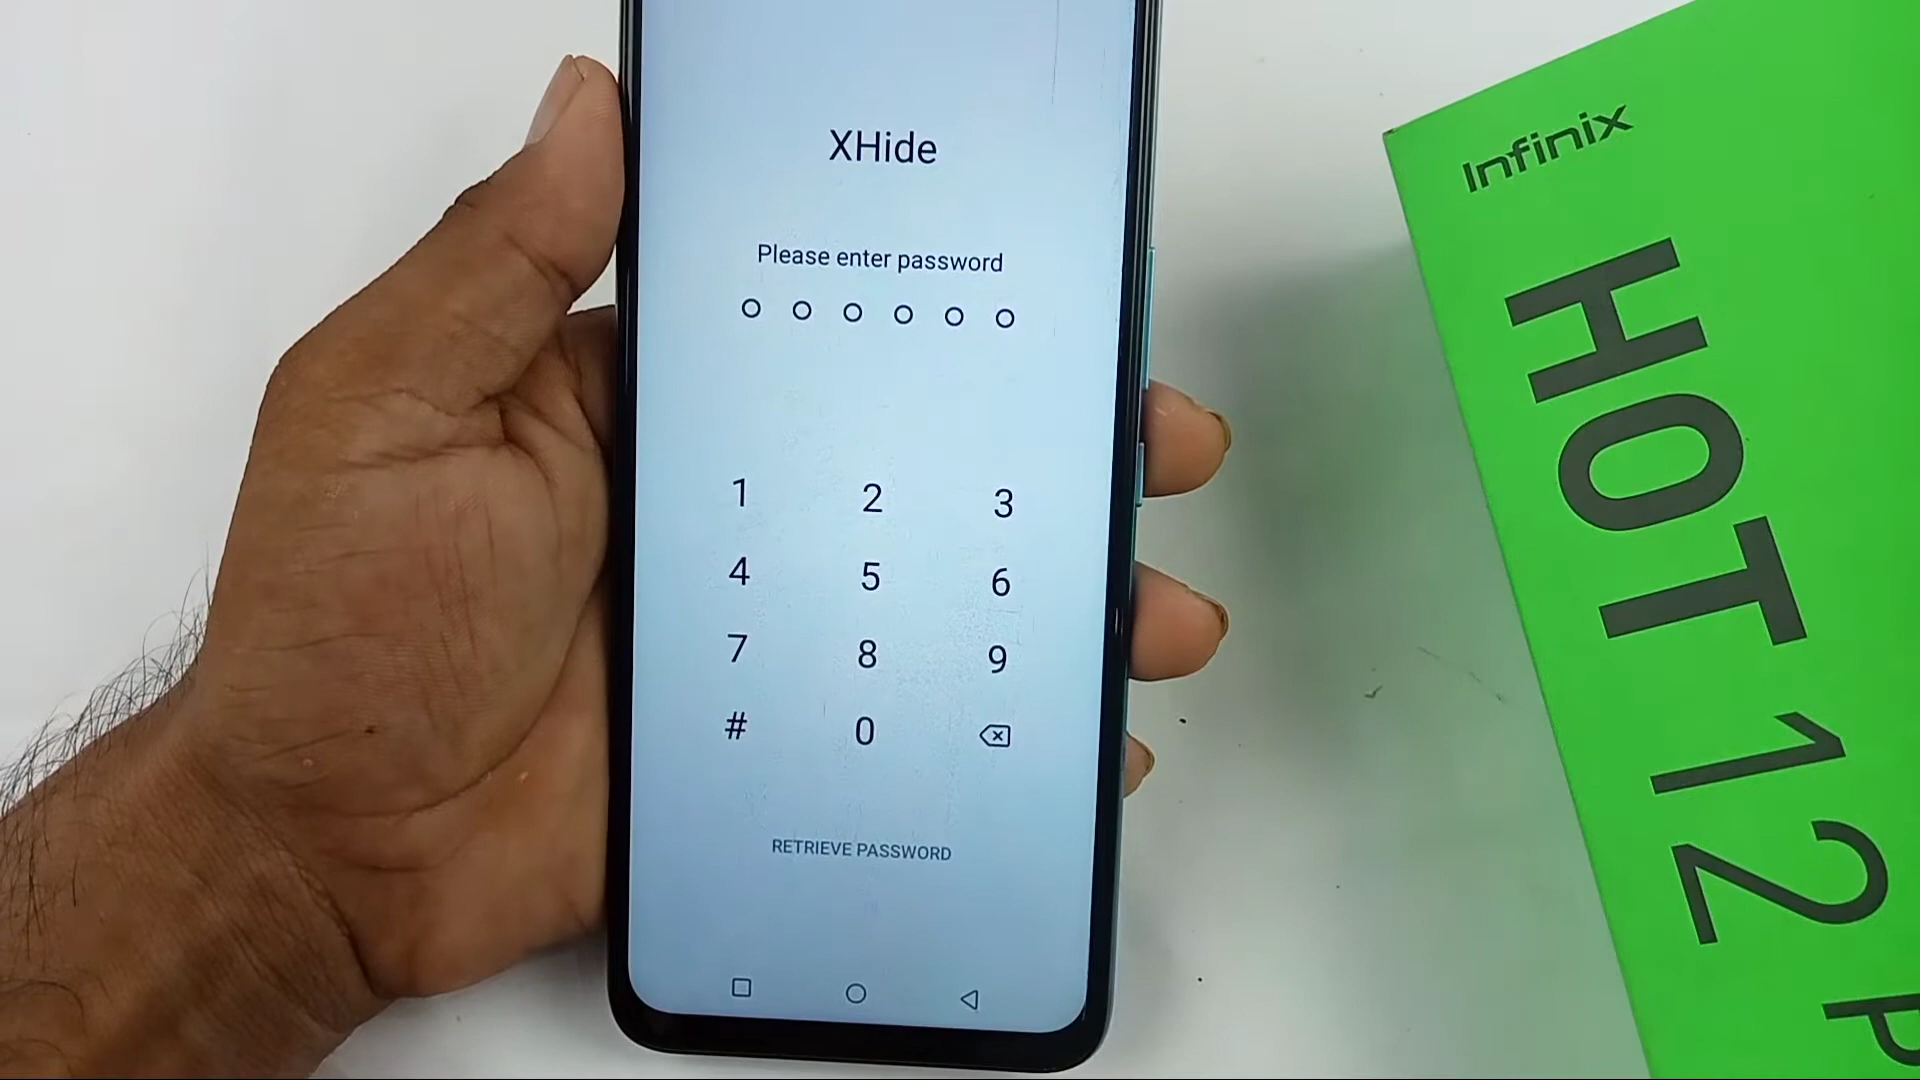 XHide
Please enter password
1 2 3
4 5 6
7 8 9
# 0
RETRIEVE PASSWORD
Infinix
HOT 12 P